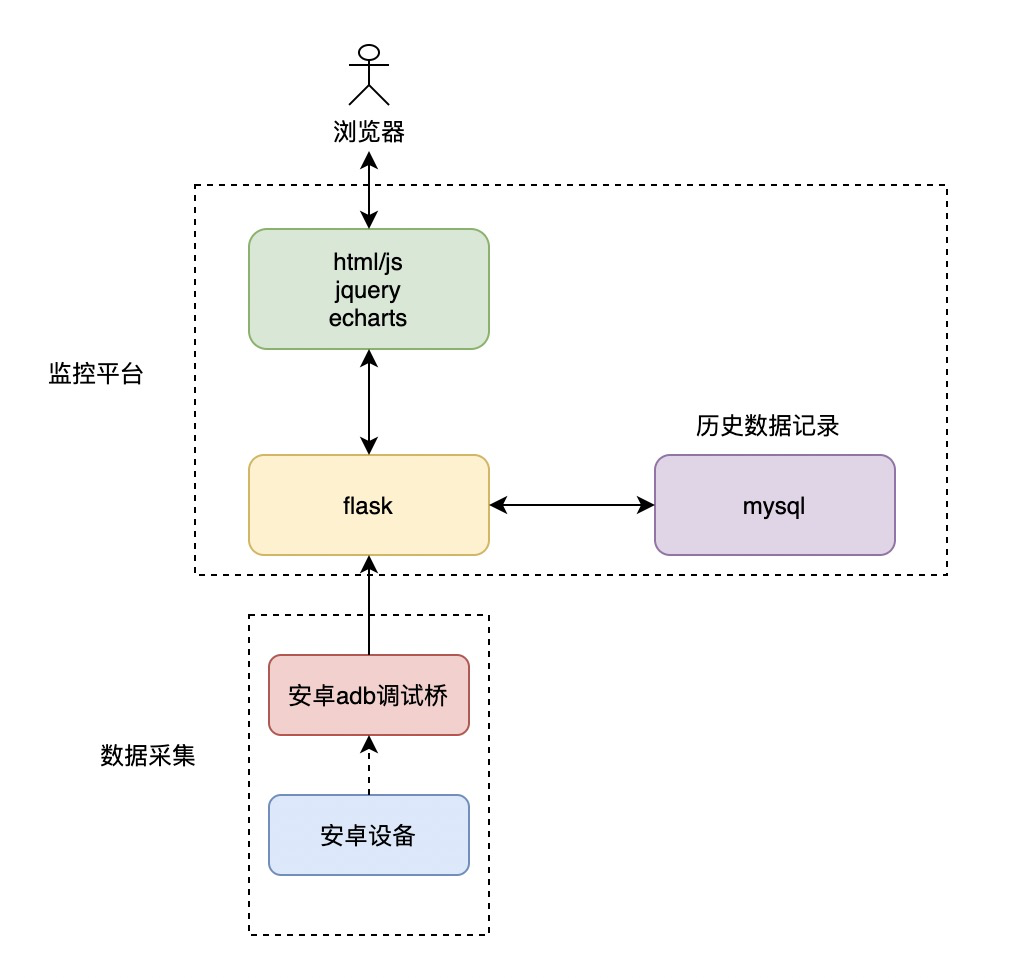 浏览器
html/js
jquery
echarts
监控平台
历史数据记录
flask
mysql
安卓adb调试桥
数据采集
安卓设备